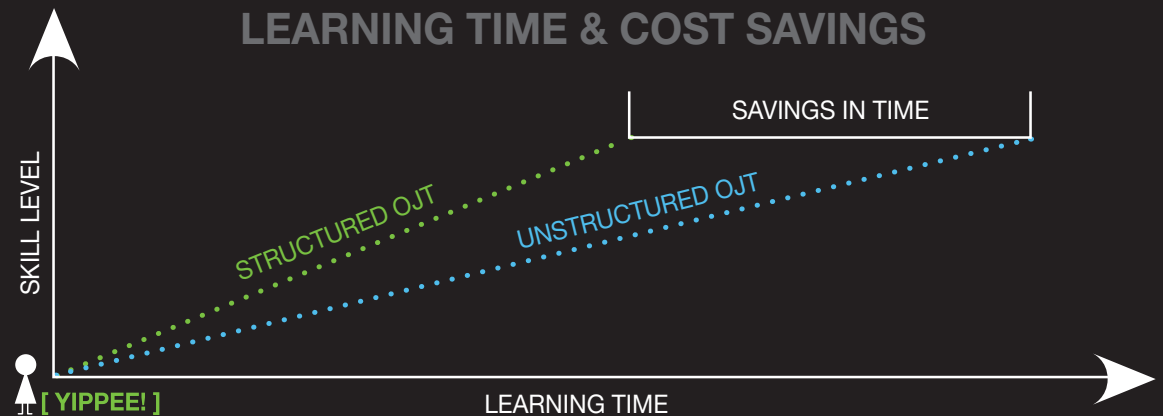 LEARNING TIME & COST SAVINGS
SAVINGS IN TIME
STRUCTURED OJT
UNSTRUCTURED OJT
SKILL LEVEL
[ YIPPEE! ]
LEARNING TIME